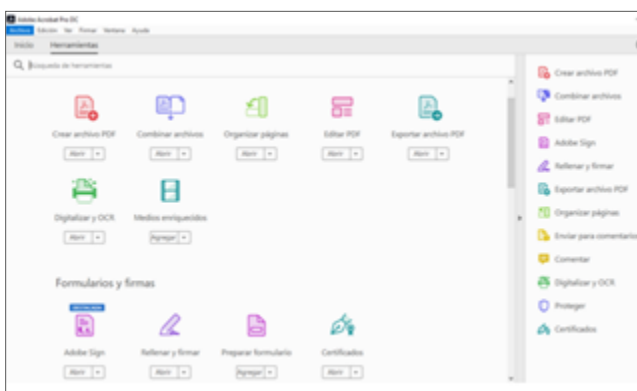 Adobe Acrobat Pro DC
Archivo Edición Ver Firmar Ventana Ayuda
Inicio Herramientas
Búsqueda de herramientas
Crear archivo PDF Combinar archivos Organizar páginas Editar PDF Exportar archivo PDF
Abrir Abrir Abrir Abrir Abrir
Digitalizar y OCR Medios enriquecidos
Abrir Agregar
Formularios y firmas
Adobe Sign Rellenar y firmar Preparar formulario Certificados
Abrir Abrir Agregar Abrir
Crear archivo PDF
Combinar archivos
Editar PDF
Adobe Sign
Rellenar y firmar
Exportar archivo PDF
Organizar páginas
Enviar para comentario
Comentar
Digitalizar y OCR
Proteger
Certificados